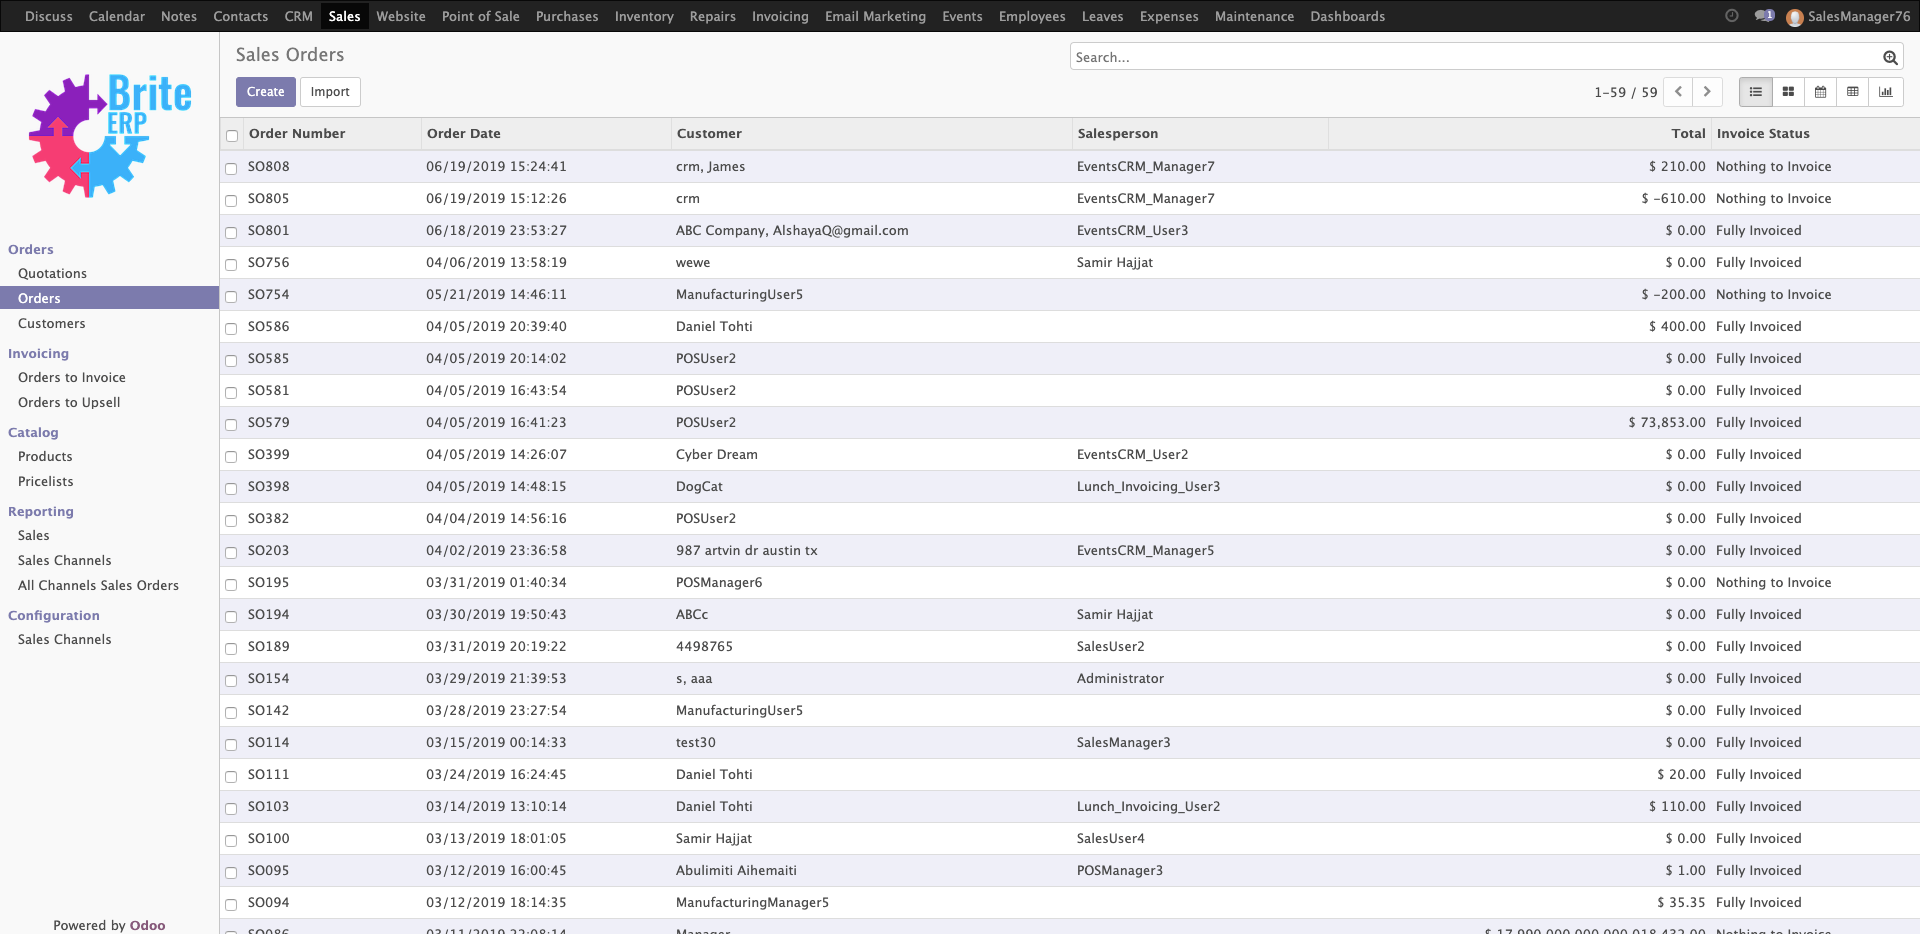 Discuss Calendar Notes Contacts CRM Sales Website Point of Sale Purchases Inventory Repairs Invoicing Email Marketing Events Employees Leaves Expenses Maintenance Dashboards 1 SalesManager76
Brite
ERP
Orders
Quotations
Orders
Customers
Invoicing
Orders to Invoice
Orders to Upsell
Catalog
Products
Pricelists
Reporting
Sales
Sales Channels
All Channels Sales Orders
Configuration
Sales Channels
Powered by Odoo
Sales Orders
Search...
Create Import
1-59 / 59
Order Number Order Date Customer Salesperson Total Invoice Status
SO808 06/19/2019 15:24:41 crm, James EventsCRM_Manager7 $ 210.00 Nothing to Invoice
SO805 06/19/2019 15:12:26 crm EventsCRM_Manager7 $ -610.00 Nothing to Invoice
SO801 06/18/2019 23:53:27 ABC Company, AlshayaQ@gmail.com EventsCRM_User3 $ 0.00 Fully Invoiced
SO756 04/06/2019 13:58:19 wewe Samir Hajjat $ 0.00 Fully Invoiced
SO754 05/21/2019 14:46:11 ManufacturingUser5 $ -200.00 Nothing to Invoice
SO586 04/05/2019 20:39:40 Daniel Tohti $ 400.00 Fully Invoiced
SO585 04/05/2019 20:14:02 POSUser2 $ 0.00 Fully Invoiced
SO581 04/05/2019 16:43:54 POSUser2 $ 0.00 Fully Invoiced
SO579 04/05/2019 16:41:23 POSUser2 $ 73,853.00 Fully Invoiced
SO399 04/05/2019 14:26:07 Cyber Dream EventsCRM_User2 $ 0.00 Fully Invoiced
SO398 04/05/2019 14:48:15 DogCat Lunch_Invoicing_User3 $ 0.00 Fully Invoiced
SO382 04/04/2019 14:56:16 POSUser2 $ 0.00 Fully Invoiced
SO203 04/02/2019 23:36:58 987 artvin dr austin tx EventsCRM_Manager5 $ 0.00 Fully Invoiced
SO195 03/31/2019 01:40:34 POSManager6 $ 0.00 Nothing to Invoice
SO194 03/30/2019 19:50:43 ABCc Samir Hajjat $ 0.00 Fully Invoiced
SO189 03/31/2019 20:19:22 4498765 SalesUser2 $ 0.00 Fully Invoiced
SO154 03/29/2019 21:39:53 s, aaa Administrator $ 0.00 Fully Invoiced
SO142 03/28/2019 23:27:54 ManufacturingUser5 $ 0.00 Fully Invoiced
SO114 03/15/2019 00:14:33 test30 SalesManager3 $ 0.00 Fully Invoiced
SO111 03/24/2019 16:24:45 Daniel Tohti $ 20.00 Fully Invoiced
SO103 03/14/2019 13:10:14 Daniel Tohti Lunch_Invoicing_User2 $ 110.00 Fully Invoiced
SO100 03/13/2019 18:01:05 Samir Hajjat SalesUser4 $ 0.00 Fully Invoiced
SO095 03/12/2019 16:00:45 Abulimiti Aihemaiti POSManager3 $ 1.00 Fully Invoiced
SO094 03/12/2019 18:14:35 ManufacturingManager5 $ 35.35 Fully Invoiced
Manager Nothing to Invoice